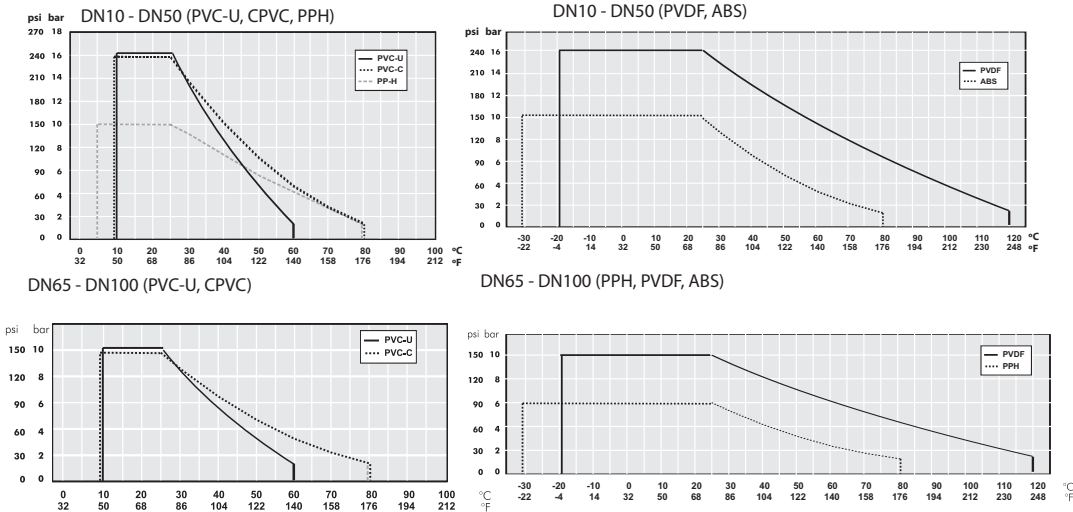 DN10 - DN50 (PVC-U, CPVC, PPH)
psi bar
270 18
240 16
210 14
180 12
150 10
120 8
90 6
60 4
30 2
0 0
PVC-U
PVC-C
PP-H
0 10 20 30 40 50 60 70 80 90 100 °C
32 50 68 86 104 122 140 158 176 194 212 °F
DN10 - DN50 (PVDF, ABS)
psi bar
240 16
210 14
180 12
150 10
120 8
90 6
60 4
30 2
0 0
PVDF
ABS
-30 -20 -10 0 10 20 30 40 50 60 70 80 90 100 110 120 °C
-22 -4 14 32 50 68 86 104 122 140 158 176 194 212 230 248 °F
DN65 - DN100 (PVC-U, CPVC)
psi bar
150 10
120 8
90 6
60 4
30 2
0 0
PVC-U
PVC-C
0 10 20 30 40 50 60 70 80 90 100 °C
32 50 68 86 104 122 140 158 176 194 212 °F
DN65 - DN100 (PPH, PVDF, ABS)
psi bar
150 10
120 8
90 6
60 4
30 2
0 0
PVDF
PPH
-30 -20 -10 0 10 20 30 40 50 60 70 80 90 100 110 120 °C
-22 -4 14 32 50 68 86 104 122 140 158 176 194 212 230 248 °F